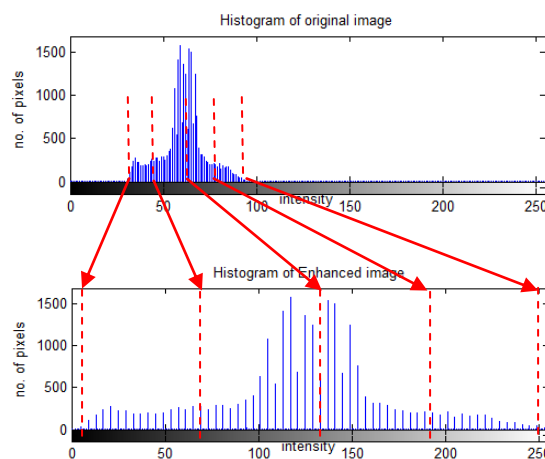 Histogram of original image
no. of pixels
1500
1000
500
0
0 50 100 150 200 250
intensity
Histogram of Enhanced image
no. of pixels
1500
1000
500
0
0 50 100 150 200 250
intensity